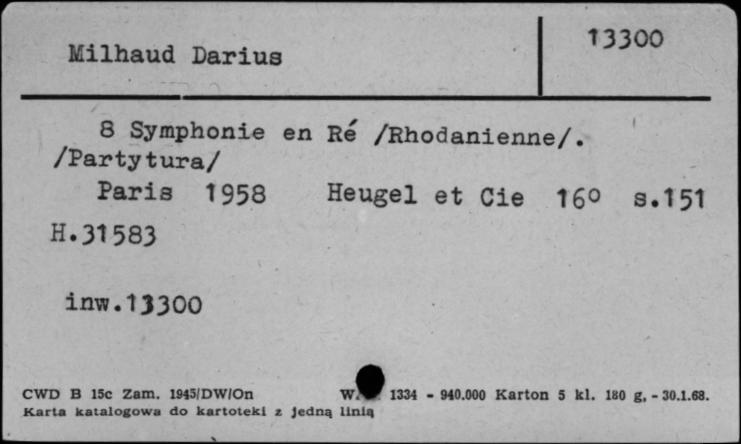 Milhaud Darius 13300
8 Symphonie en Ré /Rhodanienne/.
/Partytura/
Paris 1958 Heugel et Cie 16º s.151
H.31583
inw.13300
CWD B 15c Zam. 1945/DW/On 1334 - 940.000 Karton 5 kl. 180 g, - 30.1.68.
Karta katalogowa do kartoteki z jedną linią